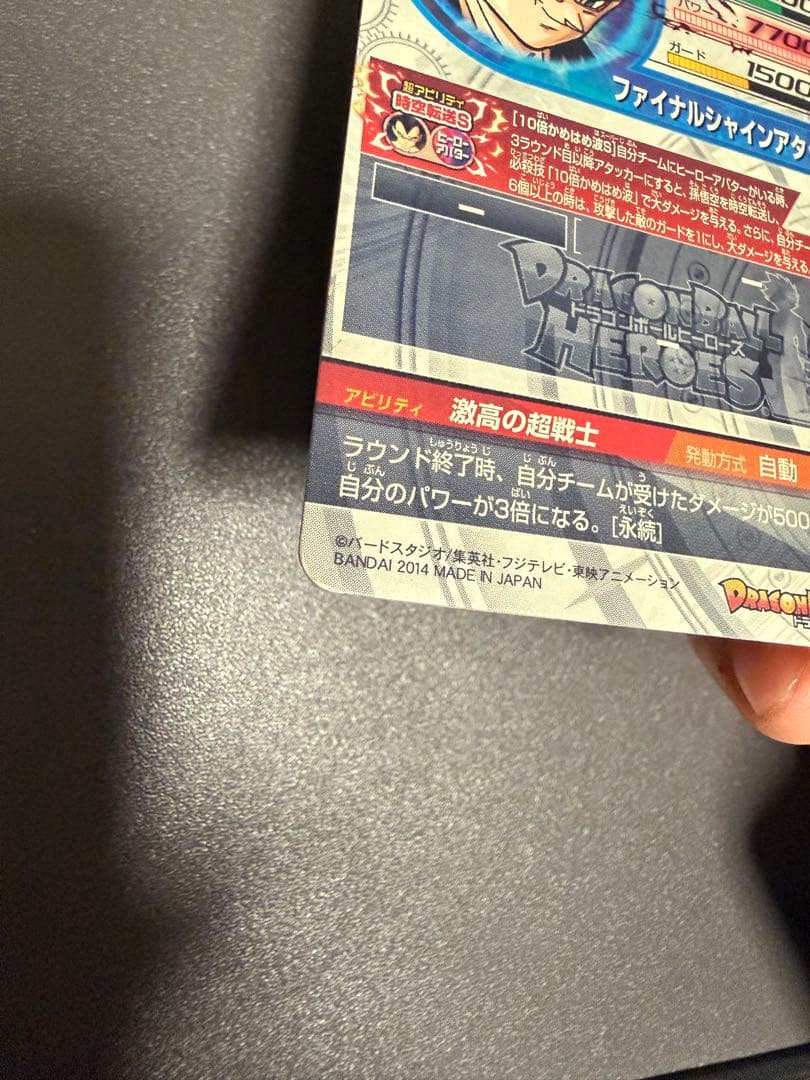 パワー
7700
ガード
1500
ファイナルシャインアタ
超アビリティ
時空転送S
ヒーロー
アバター
[10倍かめはめ波S]自分チームにヒーローアバターがいる時、
3ラウンド目以降アタッカーにすると、孫悟空を時空転送し、
必殺技「10倍かめはめ波」で大ダメージを与える。さらに、自分チー
6個以上の時は、攻撃した敵のガードを1にし、大ダメージを与える。
DRAGON BALL
ドラゴンボールヒーローズ
HEROES
アビリティ 激高の超戦士 発動方式 自動
ラウンド終了時、自分チームが受けたダメージが500
自分のパワーが3倍になる。[永続]
©バードスタジオ/集英社・フジテレビ・東映アニメーション
BANDAI 2014 MADE IN JAPAN
DRAGON